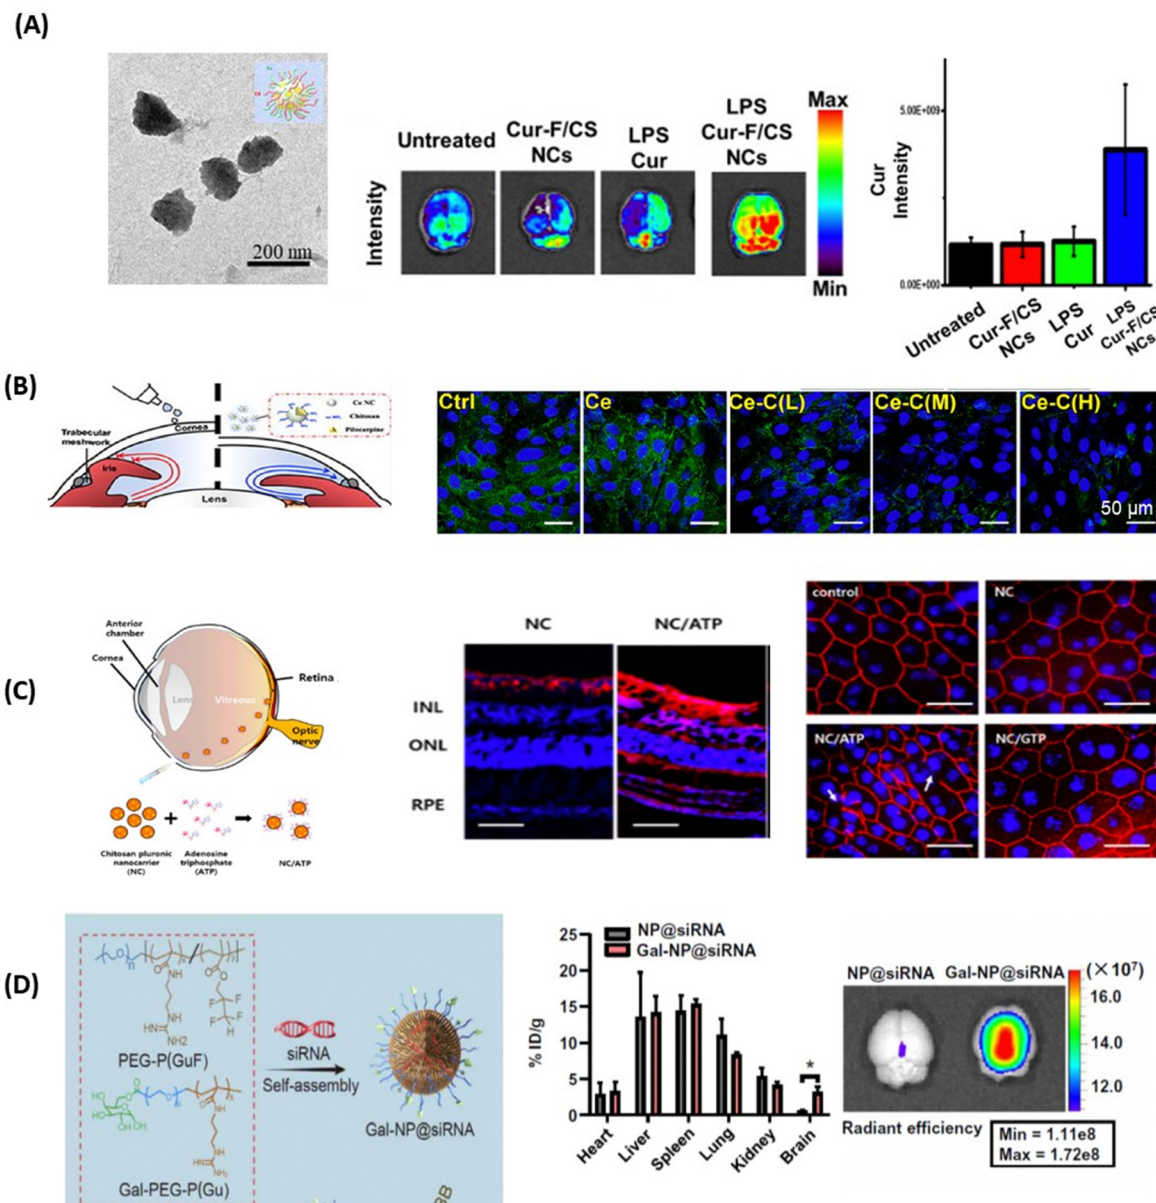 (A)
200 nm
Intensity
Untreated
Cur-F/CS
NCs
LPS
Cur
LPS
Cur-F/CS
NCs
Max
Min
Cur
Intensity
5.00E+009
0.00E+000
Untreated
Cur-F/CS
NCs
LPS
Cur
LPS
Cur-F/CS
NCs
(B)
Trabecular
meshwork
Cornea
Iris
Lens
Ce NC
Chitosan
Pilocarpine
Ctrl
Ce
Ce-C(L)
Ce-C(M)
Ce-C(H)
50 μm
(C)
Anterior
chamber
Cornea
Lens
Vitreous
Retina
Optic
nerve
+
Chitosan pluronic
nanocarrier
(NC)
Adenosine
triphosphate
(ATP)
NC/ATP
NC
NC/ATP
INL
ONL
RPE
control
NC
NC/ATP
NC/GTP
(D)
PEG-P(GuF)
Gal-PEG-P(Gu)
siRNA
Self-assembly
Gal-NP@siRNA
% ID/g
25
20
15
10
5
0
NP@siRNA
Gal-NP@siRNA
*
Heart
Liver
Spleen
Lung
Kidney
Brain
NP@siRNA
Gal-NP@siRNA
(×10⁷)
16.0
14.0
12.0
Radiant efficiency
Min = 1.11e8
Max = 1.72e8